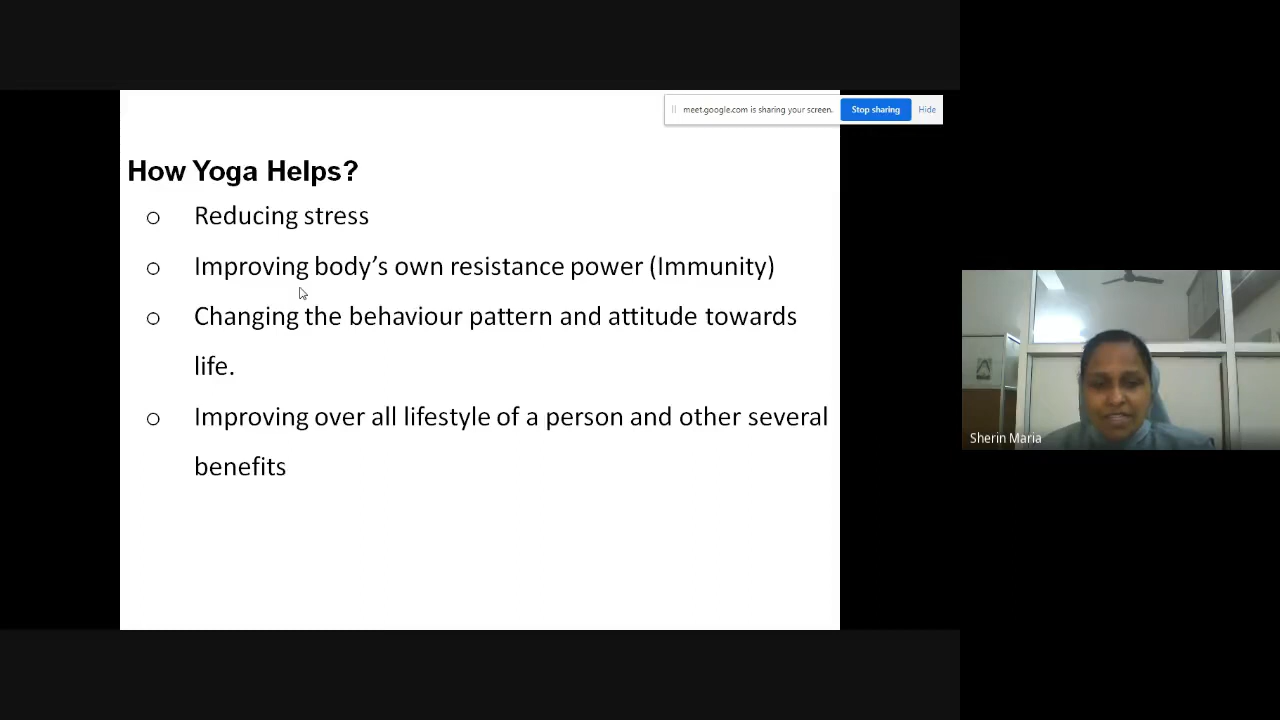 meet.google.com is sharing your screen.
Stop sharing
Hide
How Yoga Helps?
o Reducing stress
o Improving body’s own resistance power (Immunity)
o Changing the behaviour pattern and attitude towards
life.
o Improving over all lifestyle of a person and other several
benefits
Sherin Maria